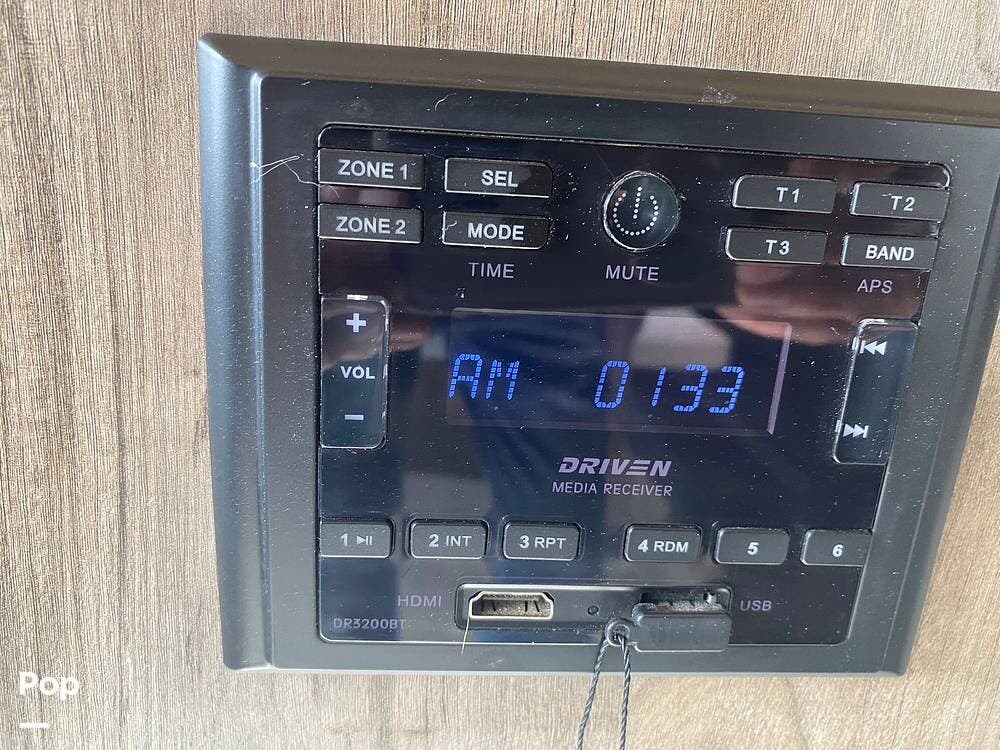 ZONE 1
SEL
T1
T2
ZONE 2
MODE
T3
BAND
TIME
MUTE
APS
+
VOL
−
AM 0133
DRIVEN
MEDIA RECEIVER
1 ⏯
2 INT
3 RPT
4 RDM
5
6
HDMI
USB
DR3200BT
Pop